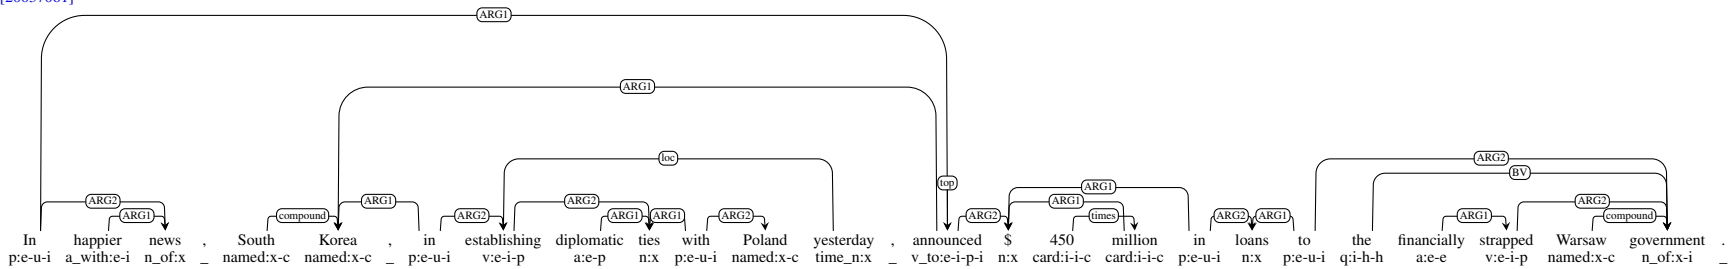 ARG1
ARG1
loc ARG2
BV
top ARG1
ARG2 ARG1 ARG2 ARG1 ARG2
ARG1 compound ARG2 ARG1 ARG1 ARG2 ARG2 times ARG2 ARG1 ARG1 compound
In happier news , South Korea , in establishing diplomatic ties with Poland yesterday , announced $ 450 million in loans to the financially strapped Warsaw government .
p:e-u-i a_with:e-i n_of:x _ named:x-c named:x-c _ p:e-u-i v:e-i-p a:e-p n:x p:e-u-i named:x-c time_n:x _ v_to:e-i-p-i n:x card:i-i-c card:i-i-c p:e-u-i n:x p:e-u-i q:i-h-h a:e-e v:e-i-p named:x-c n_of:x-i _